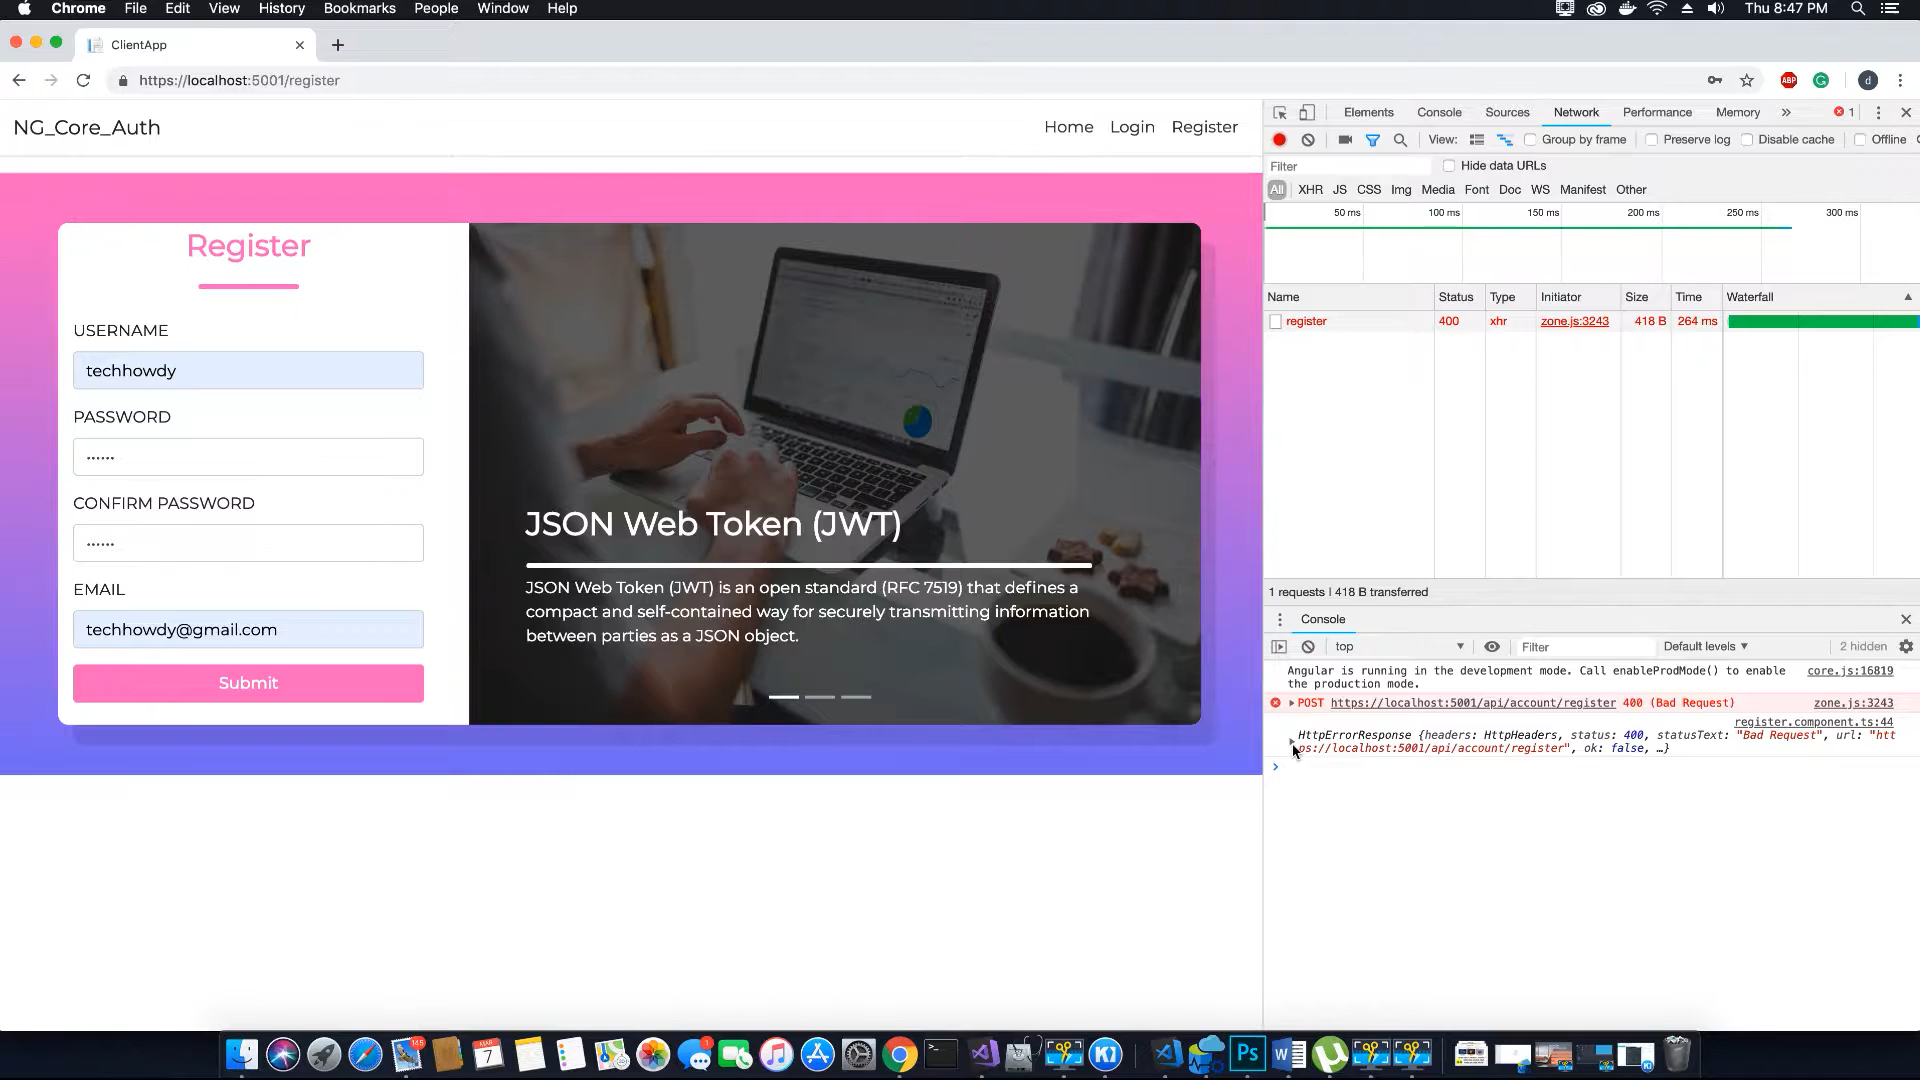 Chrome File Edit View History Bookmarks People Window Help Thu 8:47 PM
ClientApp
https://localhost:5001/register
ABP
d
NG_Core_Auth
Home Login Register
Register
USERNAME
techhowdy
PASSWORD
••••••
CONFIRM PASSWORD
••••••
EMAIL
techhowdy@gmail.com
Submit
JSON Web Token (JWT)
JSON Web Token (JWT) is an open standard (RFC 7519) that defines a
compact and self-contained way for securely transmitting information
between parties as a JSON object.
Elements Console Sources Network Performance Memory » 1
View: Group by frame Preserve log Disable cache Offline
Filter Hide data URLs
All XHR JS CSS Img Media Font Doc WS Manifest Other
50 ms 100 ms 150 ms 200 ms 250 ms 300 ms
Name Status Type Initiator Size Time Waterfall
register 400 xhr zone.js:3243 418 B 264 ms
1 requests | 418 B transferred
Console
top Filter Default levels 2 hidden
Angular is running in the development mode. Call enableProdMode() to enable core.js:16819
the production mode.
POST https://localhost:5001/api/account/register 400 (Bad Request) zone.js:3243
register.component.ts:44
HttpErrorResponse {headers: HttpHeaders, status: 400, statusText: "Bad Request", url: "htt
ps://localhost:5001/api/account/register", ok: false, …}
145
MAR
7
1
Ps
W